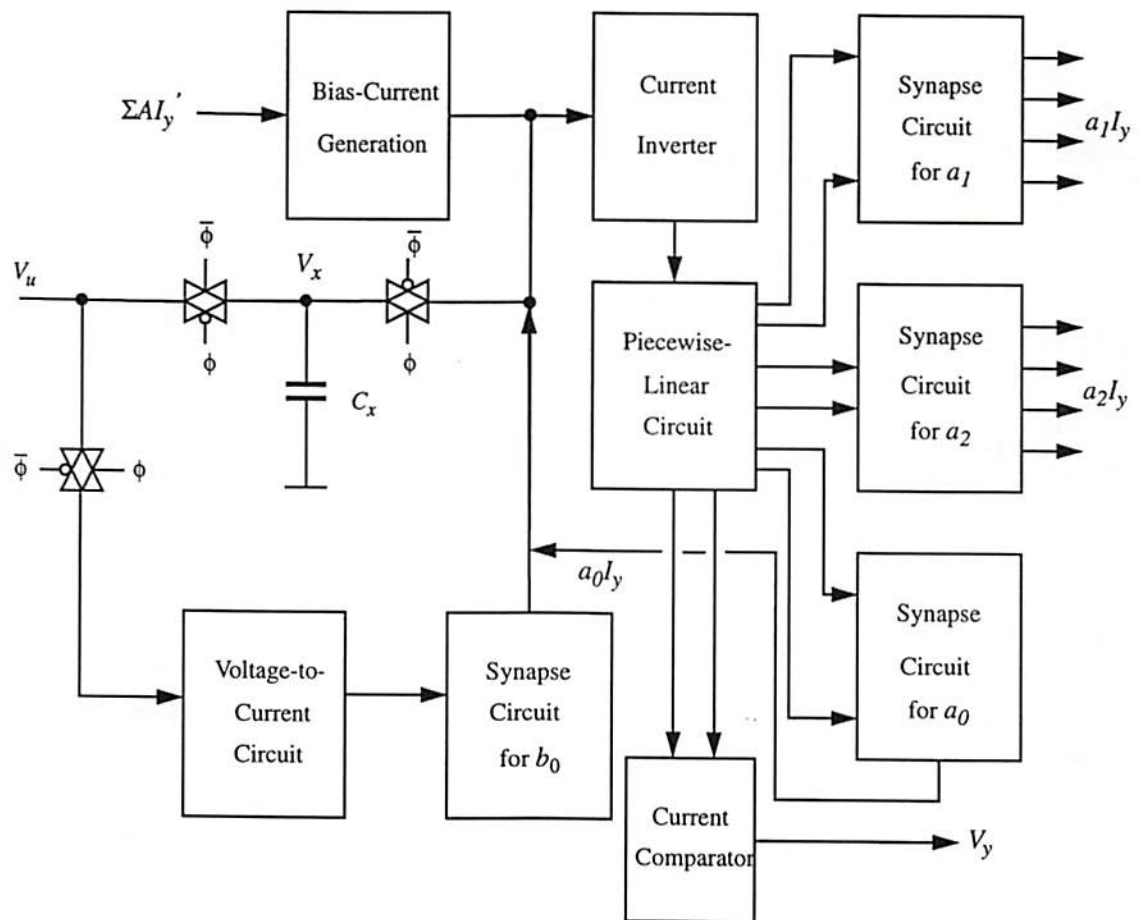 ΣAI_y'
Bias-Current
Generation
Current
Inverter
Synapse
Circuit
for a_1
a_1I_y
V_u
ϕ̅
ϕ
V_x
C_x
ϕ̅
ϕ
ϕ̅
ϕ
Piecewise-
Linear
Circuit
Synapse
Circuit
for a_2
a_2I_y
a_0I_y
Voltage-to-
Current
Circuit
Synapse
Circuit
for b_0
Synapse
Circuit
for a_0
Current
Comparator
V_y